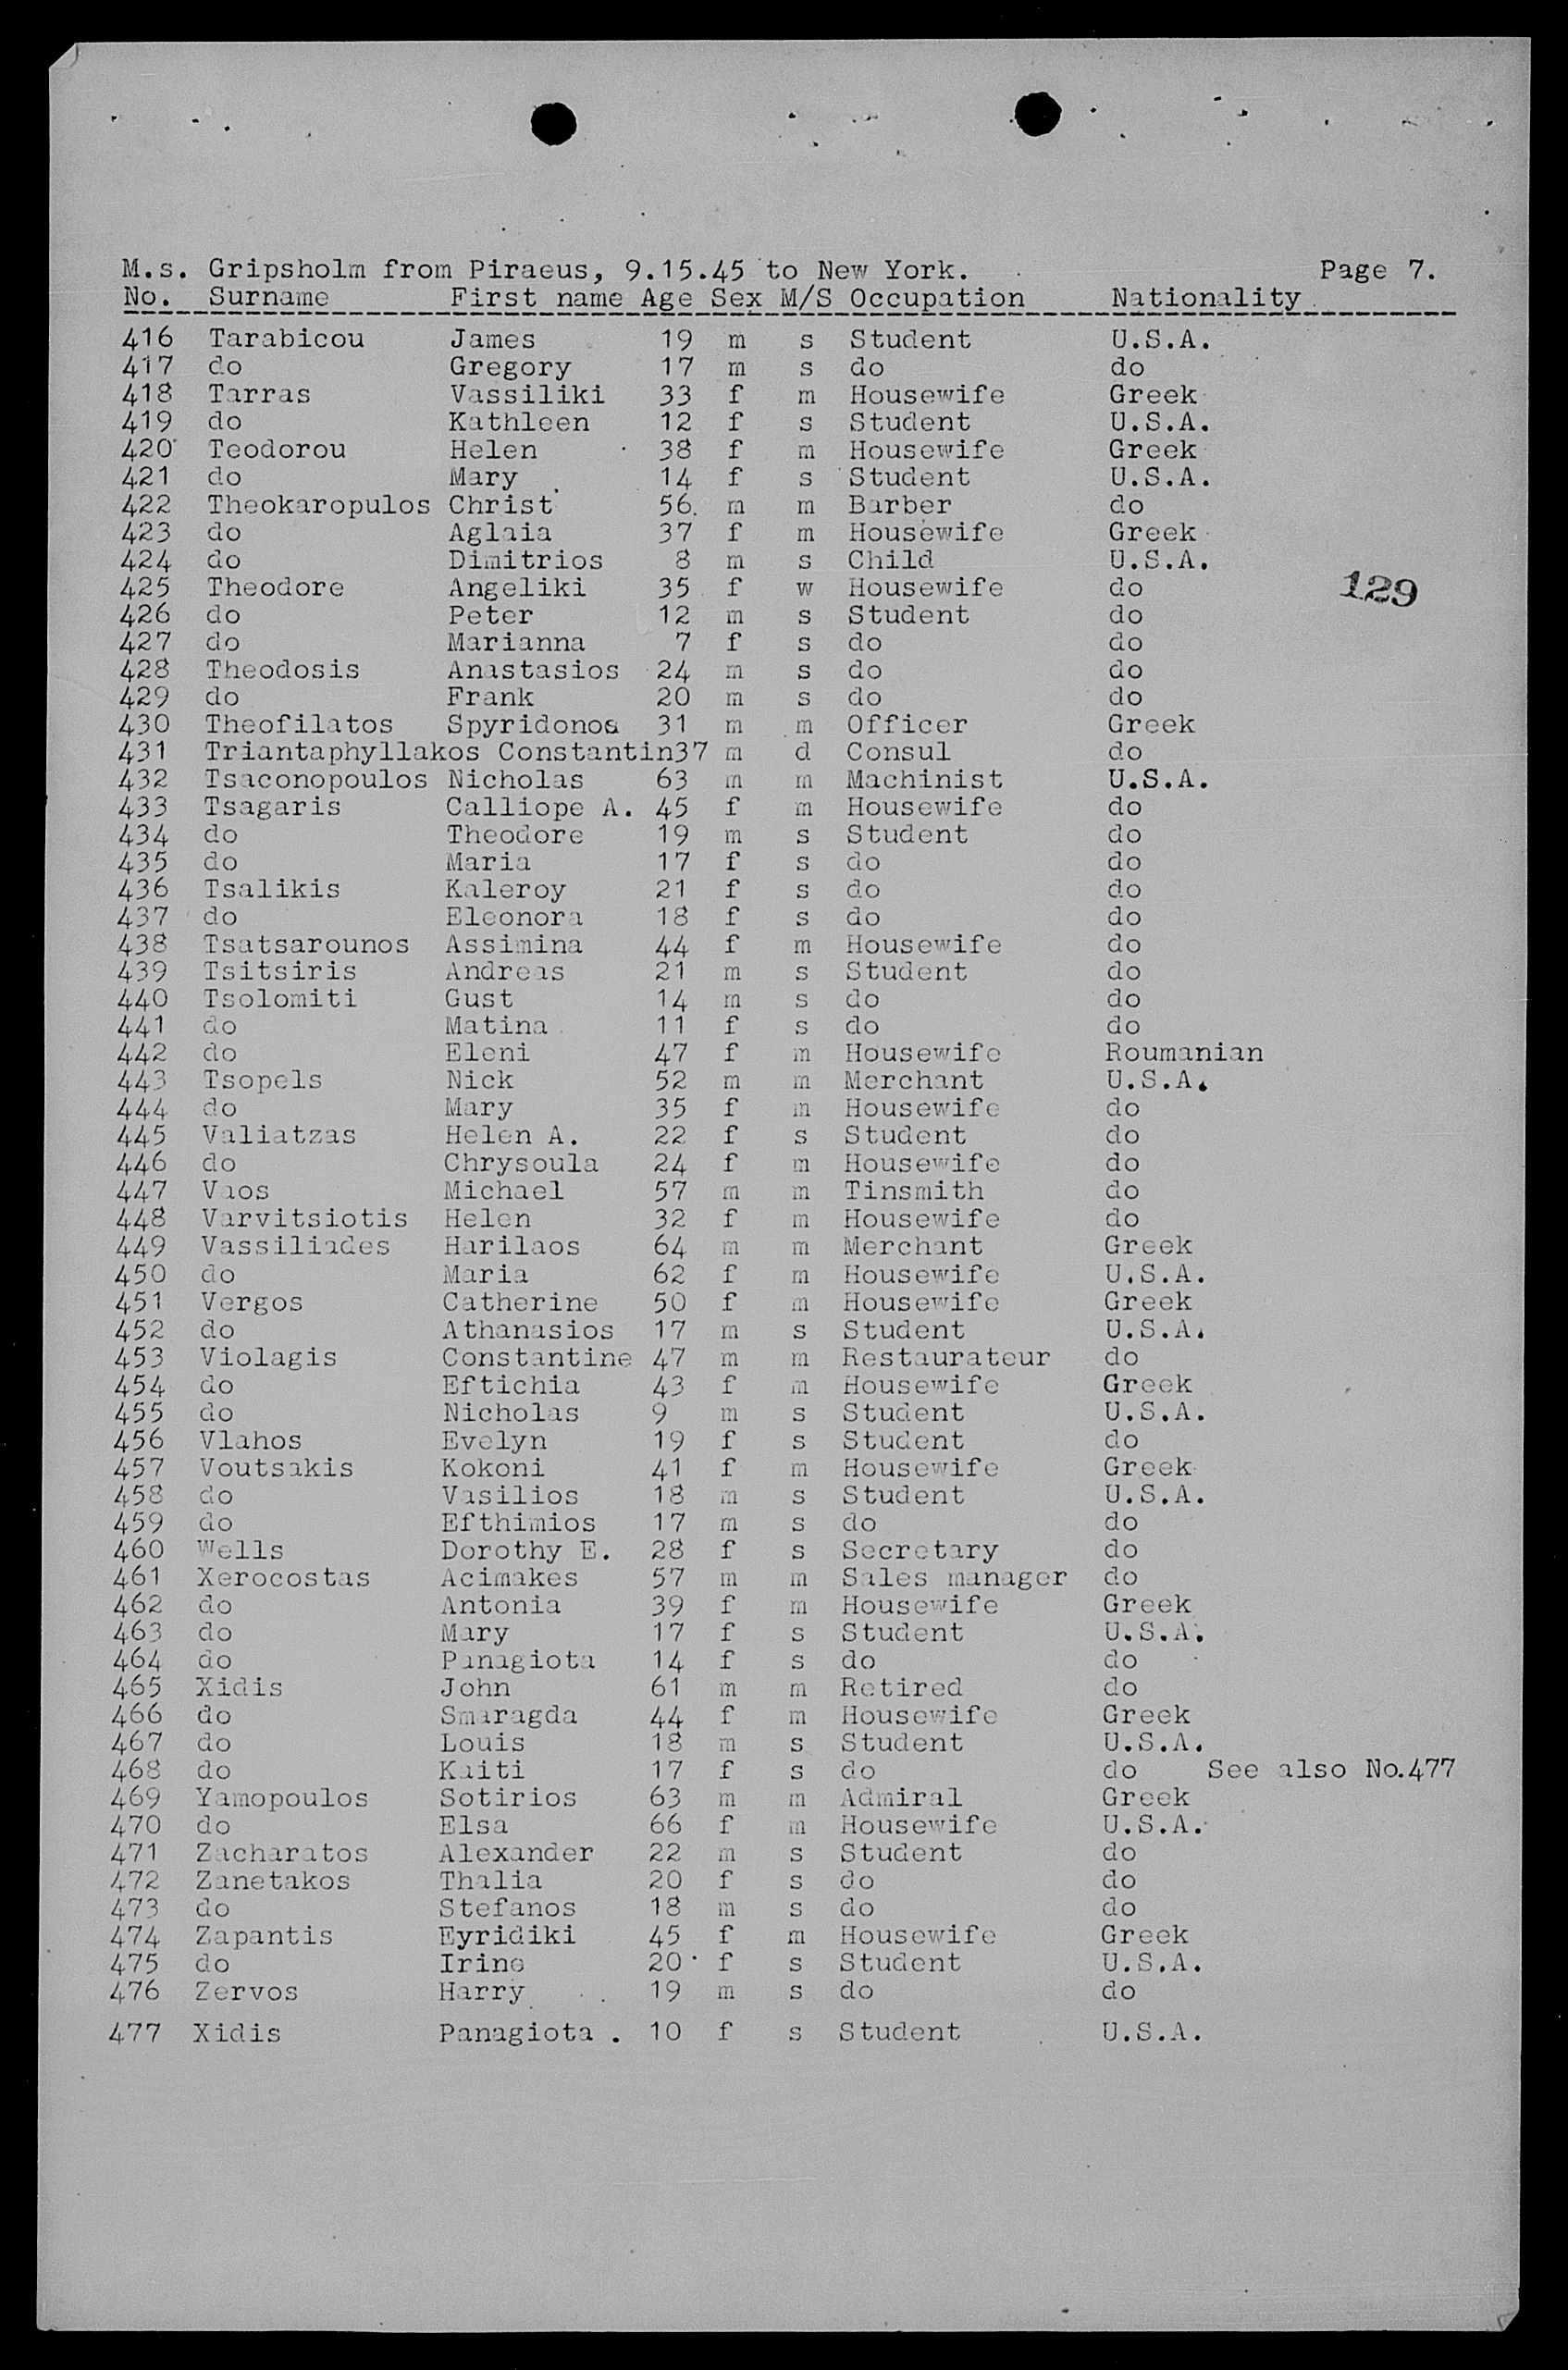 M.s. Gripsholm from Piraeus, 9.15.45 to New York. Page 7.
No. Surname First name Age Sex M/S Occupation Nationality
416 Tarabicou James 19 m s Student U.S.A.
417 do Gregory 17 m s do do
418 Tarras Vassiliki 33 f m Housewife Greek
419 do Kathleen 12 f s Student U.S.A.
420 Teodorou Helen 38 f m Housewife Greek
421 do Mary 14 f s Student U.S.A.
422 Theokaropulos Christ 56 m m Barber do
423 do Aglaia 37 f m Housewife Greek
424 do Dimitrios 8 m s Child U.S.A.
425 Theodore Angeliki 35 f w Housewife do
129
426 do Peter 12 m s Student do
427 do Marianna 7 f s do do
428 Theodosis Anastasios 24 m s do do
429 do Frank 20 m s do do
430 Theofilatos Spyridonos 31 m m Officer Greek
431 Triantaphyllakos Constantin37 m d Consul do
432 Tsaconopoulos Nicholas 63 m m Machinist U.S.A.
433 Tsagaris Calliope A. 45 f m Housewife do
434 do Theodore 19 m s Student do
435 do Maria 17 f s do do
436 Tsalikis Kaleroy 21 f s do do
437 do Eleonora 18 f s do do
438 Tsatsarounos Assimina 44 f m Housewife do
439 Tsitsiris Andreas 21 m s Student do
440 Tsolomiti Gust 14 m s do do
441 do Matina 11 f s do do
442 do Eleni 47 f m Housewife Roumanian
443 Tsopels Nick 52 m m Merchant U.S.A.
444 do Mary 35 f m Housewife do
445 Valiatzas Helen A. 22 f s Student do
446 do Chrysoula 24 f m Housewife do
447 Vaos Michael 57 m m Tinsmith do
448 Varvitsiotis Helen 32 f m Housewife do
449 Vassiliades Harilaos 64 m m Merchant Greek
450 do Maria 62 f m Housewife U.S.A.
451 Vergos Catherine 50 f m Housewife Greek
452 do Athanasios 17 m s Student U.S.A.
453 Violagis Constantine 47 m m Restaurateur do
454 do Eftichia 43 f m Housewife Greek
455 do Nicholas 9 m s Student U.S.A.
456 Vlahos Evelyn 19 f s Student do
457 Voutsakis Kokoni 41 f m Housewife Greek
458 do Vasilios 18 m s Student U.S.A.
459 do Efthimios 17 m s do do
460 Wells Dorothy E. 28 f s Secretary do
461 Xerocostas Acimakes 57 m m Sales manager do
462 do Antonia 39 f m Housewife Greek
463 do Mary 17 f s Student U.S.A.
464 do Panagiota 14 f s do do
465 Xidis John 61 m m Retired do
466 do Smaragda 44 f m Housewife Greek
467 do Louis 18 m s Student U.S.A.
468 do Kaiti 17 f s do do See also No.477
469 Yamopoulos Sotirios 63 m m Admiral Greek
470 do Elsa 66 f m Housewife U.S.A.
471 Zacharatos Alexander 22 m s Student do
472 Zanetakos Thalia 20 f s do do
473 do Stefanos 18 m s do do
474 Zapantis Eyridiki 45 f m Housewife Greek
475 do Irine 20 f s Student U.S.A.
476 Zervos Harry 19 m s do do
477 Xidis Panagiota . 10 f s Student U.S.A.